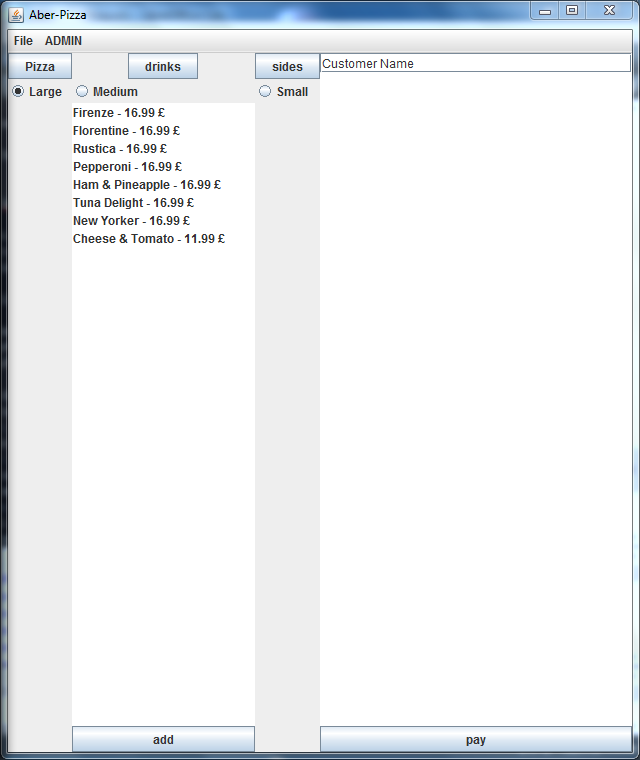 Aber-Pizza
File ADMIN
Pizza drinks sides Customer Name
Large Medium Small
Firenze - 16.99 £
Florentine - 16.99 £
Rustica - 16.99 £
Pepperoni - 16.99 £
Ham & Pineapple - 16.99 £
Tuna Delight - 16.99 £
New Yorker - 16.99 £
Cheese & Tomato - 11.99 £
add pay